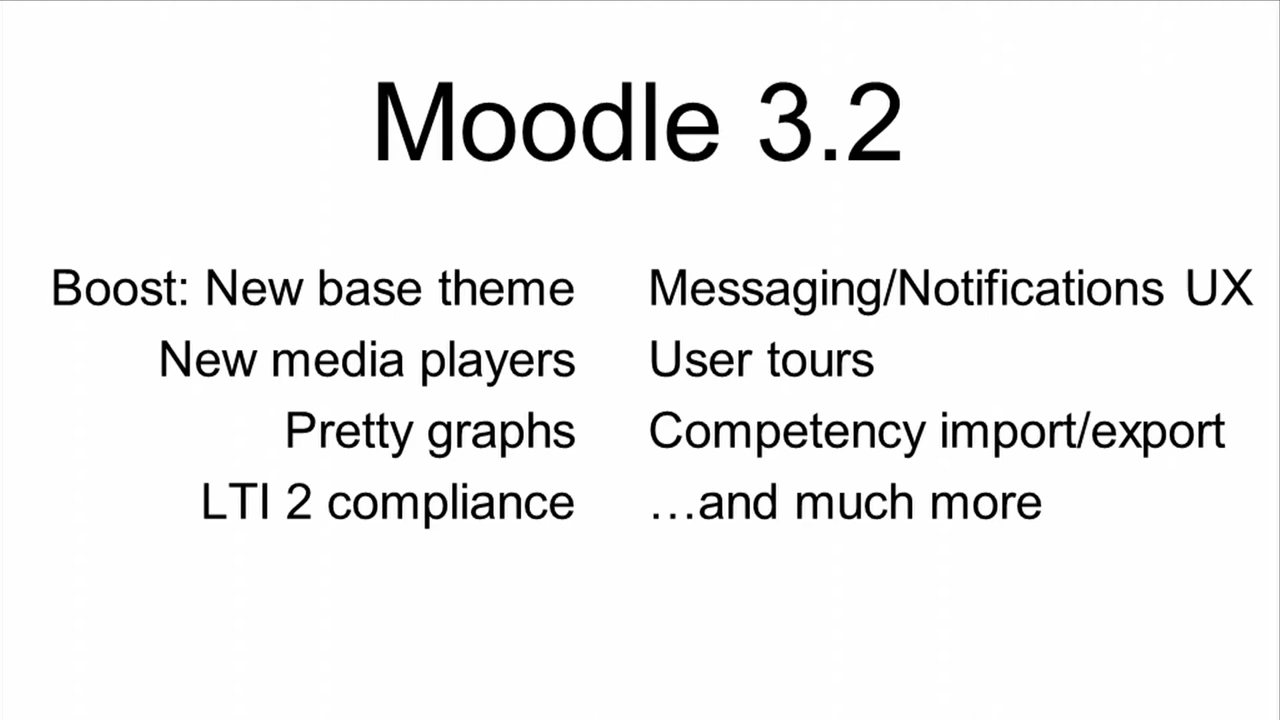 Moodle 3.2
Boost: New base theme
New media players
Pretty graphs
LTI 2 compliance
Messaging/Notifications UX
User tours
Competency import/export
…and much more